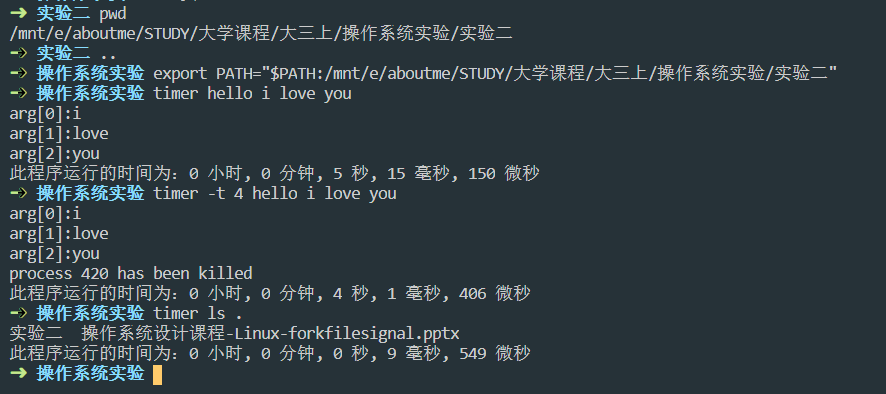 ➜ 实验二 pwd
/mnt/e/aboutme/STUDY/大学课程/大三上/操作系统实验/实验二
➜ 实验二 ..
➜ 操作系统实验 export PATH="$PATH:/mnt/e/aboutme/STUDY/大学课程/大三上/操作系统实验/实验二"
➜ 操作系统实验 timer hello i love you
arg[0]:i
arg[1]:love
arg[2]:you
此程序运行的时间为: 0 小时, 0 分钟, 5 秒, 15 毫秒, 150 微秒
➜ 操作系统实验 timer -t 4 hello i love you
arg[0]:i
arg[1]:love
arg[2]:you
process 420 has been killed
此程序运行的时间为: 0 小时, 0 分钟, 4 秒, 1 毫秒, 406 微秒
➜ 操作系统实验 timer ls .
实验二  操作系统设计课程-Linux-forkfilesignal.pptx
此程序运行的时间为: 0 小时, 0 分钟, 0 秒, 9 毫秒, 549 微秒
➜ 操作系统实验